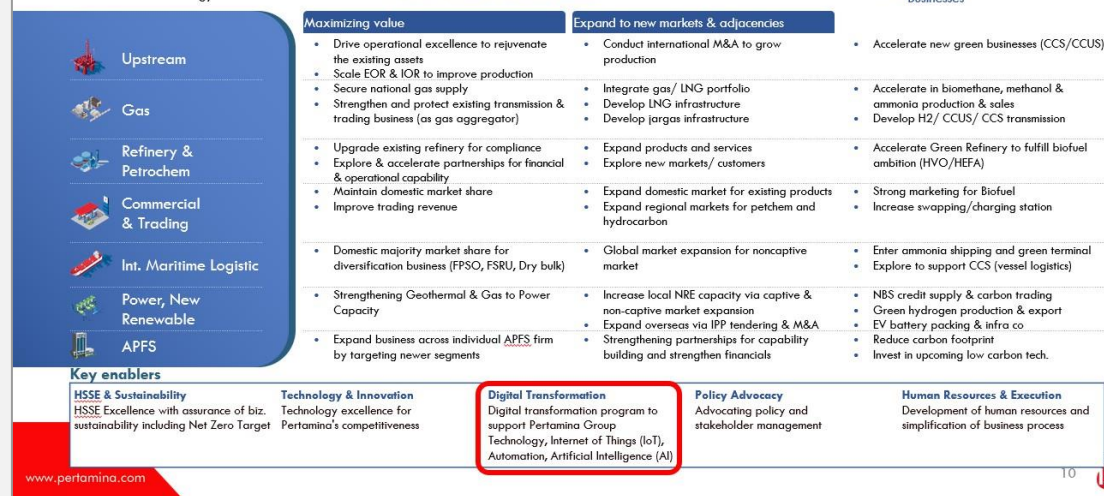 businesses
Maximizing value
Expand to new markets & adjacencies
Upstream
• Drive operational excellence to rejuvenate
the existing assets
• Scale EOR & IOR to improve production
• Conduct international M&A to grow
production
• Accelerate new green businesses (CCS/CCUS)
Gas
• Secure national gas supply
• Strengthen and protect existing transmission &
trading business (as gas aggregator)
• Integrate gas/ LNG portfolio
• Develop LNG infrastructure
• Develop jargas infrastructure
• Accelerate in biomethane, methanol &
ammonia production & sales
• Develop H2/ CCUS/ CCS transmission
Refinery &
Petrochem
• Upgrade existing refinery for compliance
• Explore & accelerate partnerships for financial
& operational capability
• Expand products and services
• Explore new markets/ customers
• Accelerate Green Refinery to fulfill biofuel
ambition (HVO/HEFA)
Commercial
& Trading
• Maintain domestic market share
• Improve trading revenue
• Expand domestic market for existing products
• Expand regional markets for petchem and
hydrocarbon
• Strong marketing for Biofuel
• Increase swapping/charging station
Int. Maritime Logistic
• Domestic majority market share for
diversification business (FPSO, FSRU, Dry bulk)
• Global market expansion for noncaptive
market
• Enter ammonia shipping and green terminal
• Explore to support CCS (vessel logistics)
Power, New
Renewable
• Strengthening Geothermal & Gas to Power
Capacity
• Increase local NRE capacity via captive &
non-captive market expansion
• Expand overseas via IPP tendering & M&A
• NBS credit supply & carbon trading
• Green hydrogen production & export
• EV battery packing & infra co
APFS
• Expand business across individual APFS firm
by targeting newer segments
• Strengthening partnerships for capability
building and strengthen financials
• Reduce carbon footprint
• Invest in upcoming low carbon tech.
Key enablers
HSSE & Sustainability
HSSE Excellence with assurance of biz.
sustainability including Net Zero Target
Technology & Innovation
Technology excellence for
Pertamina's competitiveness
Digital Transformation
Digital transformation program to
support Pertamina Group
Technology, Internet of Things (IoT),
Automation, Artificial Intelligence (AI)
Policy Advocacy
Advocating policy and
stakeholder management
Human Resources & Execution
Development of human resources and
simplification of business process
www.pertamina.com
10